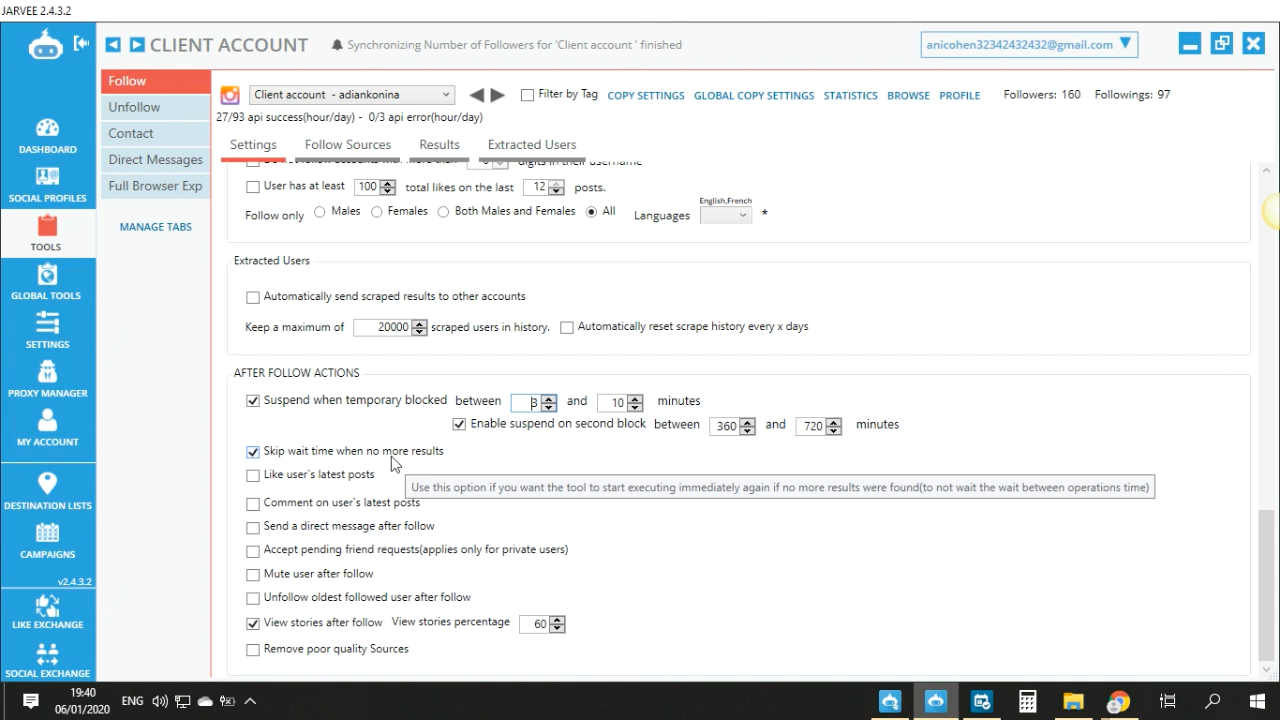 JARVEE 2.4.3.2
CLIENT ACCOUNT
Synchronizing Number of Followers for 'Client account ' finished
anicohen32342432432@gmail.com
Follow
Unfollow
Contact
Direct Messages
Full Browser Exp
MANAGE TABS
DASHBOARD
SOCIAL PROFILES
TOOLS
GLOBAL TOOLS
SETTINGS
PROXY MANAGER
MY ACCOUNT
DESTINATION LISTS
CAMPAIGNS
v2.4.3.2
LIKE EXCHANGE
SOCIAL EXCHANGE
Client account - adiankonina
Filter by Tag COPY SETTINGS GLOBAL COPY SETTINGS STATISTICS BROWSE PROFILE Followers: 160 Followings: 97
27/93 api success(hour/day) - 0/3 api error(hour/day)
Settings Follow Sources Results Extracted Users
digits in their username
User has at least 100 total likes on the last 12 posts.
Follow only Males Females Both Males and Females All Languages English,French *
Extracted Users
Automatically send scraped results to other accounts
Keep a maximum of 20000 scraped users in history. Automatically reset scrape history every x days
AFTER FOLLOW ACTIONS
Suspend when temporary blocked between 3 and 10 minutes
Enable suspend on second block between 360 and 720 minutes
Skip wait time when no more results
Like user`s latest posts
Use this option if you want the tool to start executing immediately again if no more results were found(to not wait the wait between operations time)
Comment on user`s latest posts
Send a direct message after follow
Accept pending friend requests(applies only for private users)
Mute user after follow
Unfollow oldest followed user after follow
View stories after follow View stories percentage 60
Remove poor quality Sources
19:40
06/01/2020
ENG